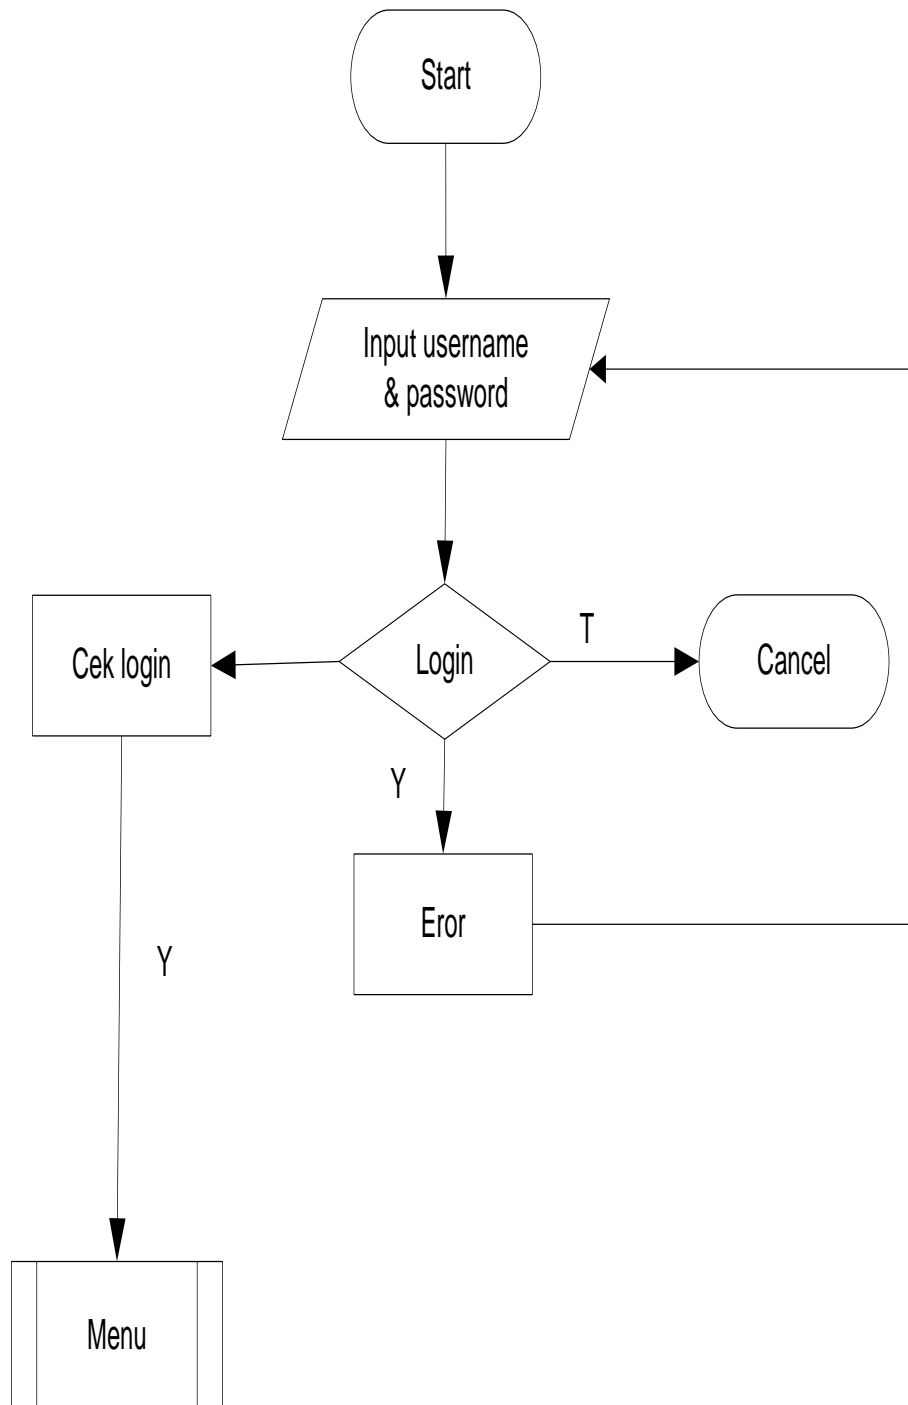 Start
Input username
& password
T
Cek login
Login
Cancel
Y
Eror
Y
Menu